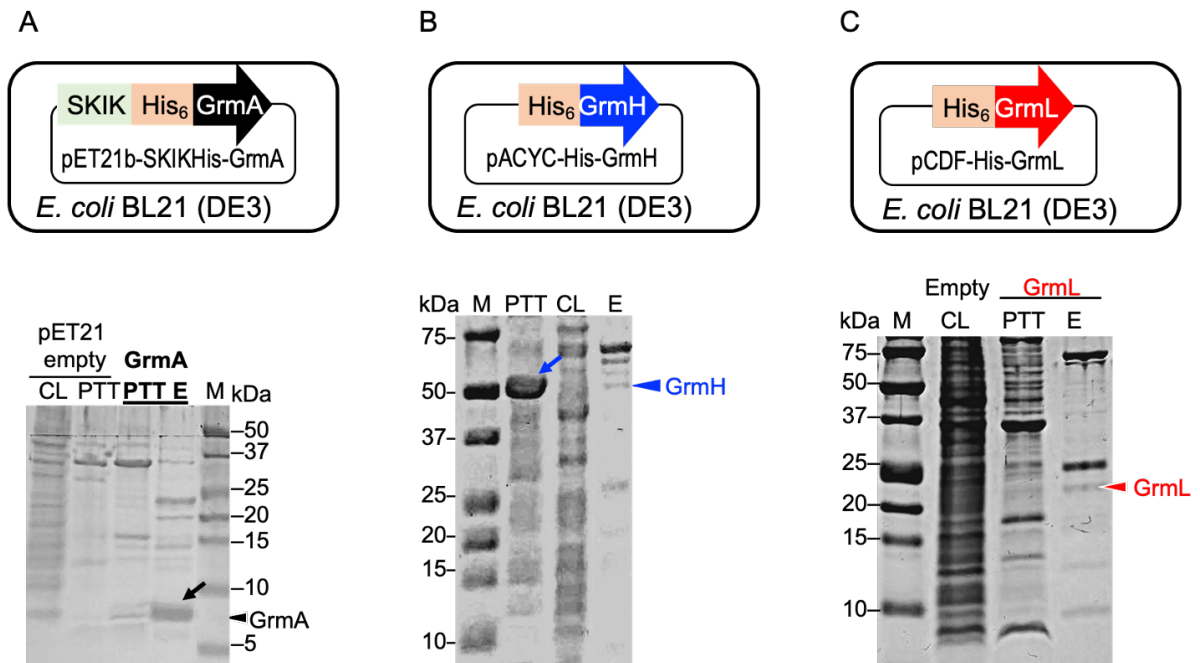 A
SKIK His6 GrmA
pET21b-SKIKHis-GrmA
E. coli BL21 (DE3)
pET21
empty
GrmA
CL PTT PTT E M kDa
50
37
25
20
15
10
GrmA
5
B
His6 GrmH
pACYC-His-GrmH
E. coli BL21 (DE3)
kDa M PTT CL E
75
50
GrmH
37
25
20
15
10
C
His6 GrmL
pCDF-His-GrmL
E. coli BL21 (DE3)
Empty GrmL
kDa M CL PTT E
75
50
37
25
GrmL
20
15
10